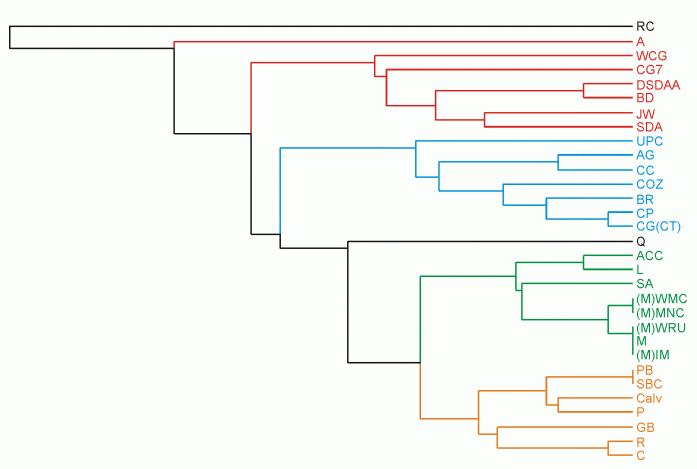 RC
A
WCG
CG7
DSDAA
BD
JW
SDA
UPC
AG
CC
COZ
BR
CP
CG(CT)
Q
ACC
L
SA
(M)WMC
(M)MNC
(M)WRU
M
(M)IM
PB
SBC
Calv
P
GB
R
C